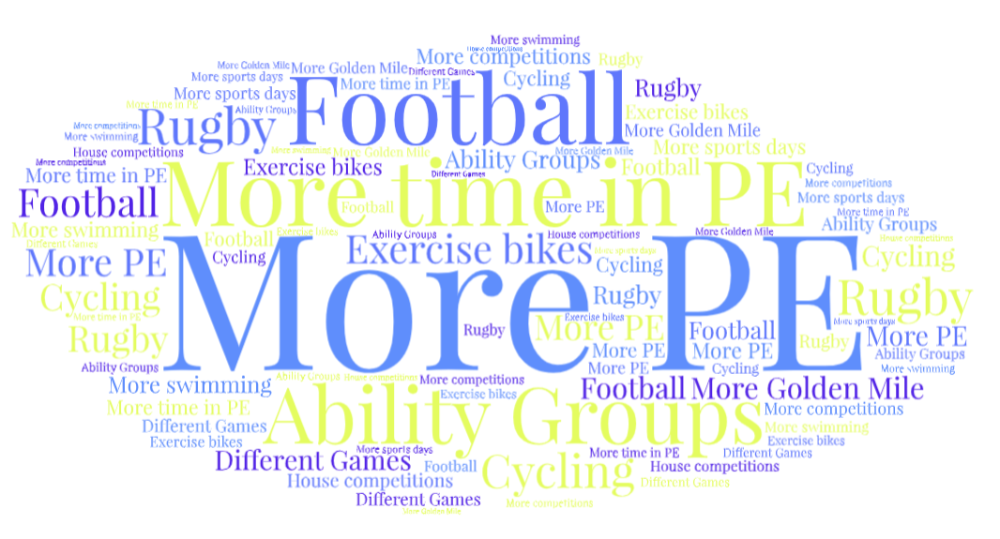 More swimming
House competitions
More competitions
Rugby
More Golden Mile
More Golden Mile
Different Games
More sports days
More time in PE
Cycling
Football
Rugby
More sports days
More time in PE
Ability Groups
Exercise bikes
Rugby
More competitions
More Golden Mile
More swimming
House competitions
More swimming
More Golden Mile
More Golden Mile
More sports days
More competitions
Exercise bikes
Ability Groups
Football
Cycling
More time in PE
Different Games
More time in PE
More competitions
Football
Football
More PE
More sports days
More time in PE
More swimming
Football
Exercise bikes
Ability Groups
House competitions
More Golden Mile
Ability Groups
Different Games
House competitions
More PE
Cycling
Exercise bikes
More sports days
Cycling
Cycling
More PE
Cycling
Rugby
Rugby
More time in PE
Exercise bikes
More sports days
Rugby
Rugby
More PE
Football
Rugby
More PE
More PE
More PE
Ability Groups
Ability Groups
More PE
Cycling
More swimming
More swimming
Ability Groups
House competitions
More competitions
Football
More Golden Mile
Exercise bikes
More time in PE
Ability Groups
More competitions
Different Games
More swimming
Exercise bikes
Exercise bikes
More sports days
More time in PE
Different Games
Different Games
Football
Cycling
House competitions
House competitions
Different Games
Different Games
More competitions
More Golden Mile